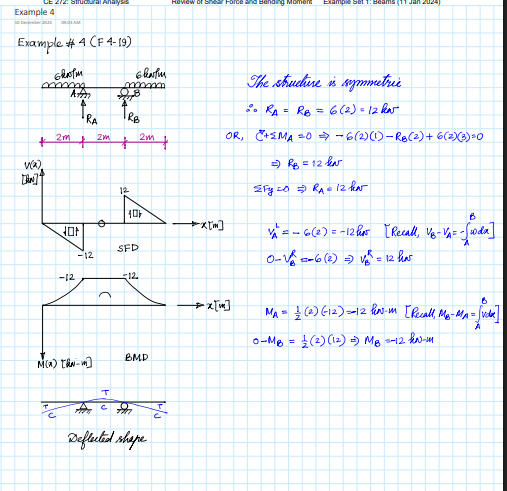 CE 272: Structural Analysis Review of Shear Force and Bending Moment Example Set 1: Beams (11 Jan 2024)
Example 4
Example # 4 (F 4-19)
6 kN/m 6 kN/m
A B
R_A R_B
2m 2m 2m
V(x)
[kN]
12
|□| 0 |□|
-12
x[m]
SFD
-12 -12
x[m]
M(x) [kN-m]
BMD
T
T C T
C C
Deflected shape
The structure is symmetric
∴ R_A = R_B = 6(2) = 12 kN
OR, ↶+ΣM_A = 0 ⇒ -6(2)(1) - R_B(2) + 6(2)(3) = 0
⇒ R_B = 12 kN
ΣFy = 0 ⇒ R_A = 12 kN
V_A^L = -6(2) = -12 kN [Recall, V_B - V_A = -∫_A^B w dx]
0 - V_B^R = -6(2) ⇒ V_B^R = 12 kN
M_A = 1/2 (2)(-12) = -12 kN-m [Recall, M_B - M_A = ∫_A^B V dx]
0 - M_B = 1/2 (2)(12) ⇒ M_B = -12 kN-m